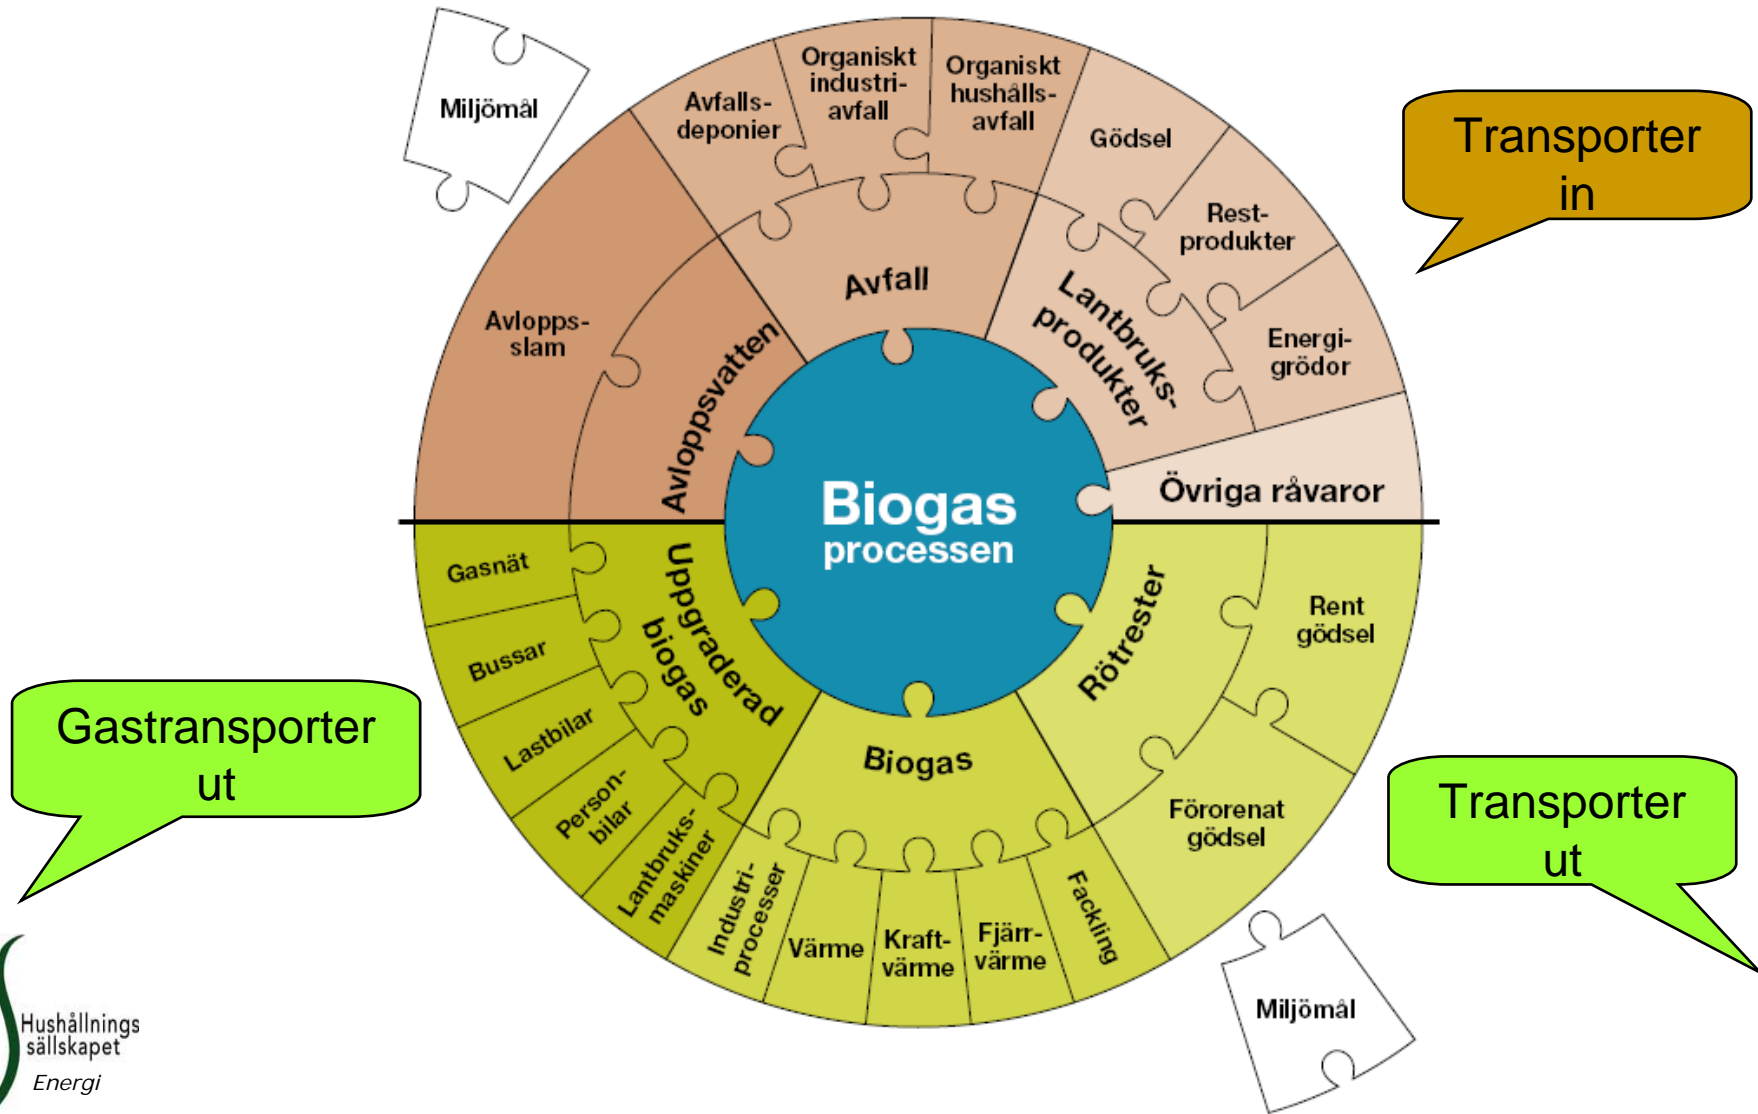 Miljömål
Avfalls-
deponier
Organiskt
industri-
avfall
Organiskt
hushålls-
avfall
Gödsel
Rest-
produkter
Energi-
grödor
Transporter
in
Avlopps-
slam
Avloppsvatten
Avfall
Lantbruks-
produkter
Övriga råvaror
Biogas
processen
Gasnät
Bussar
Lastbilar
Person-
bilar
Lantbruks-
maskiner
Uppgraderad
biogas
Biogas
Rötrester
Rent
gödsel
Förorenat
gödsel
Industri-
processer
Värme
Kraft-
värme
Fjärr-
värme
Fackling
Gastransporter
ut
Transporter
ut
Miljömål
Hushållnings
sällskapet
Energi